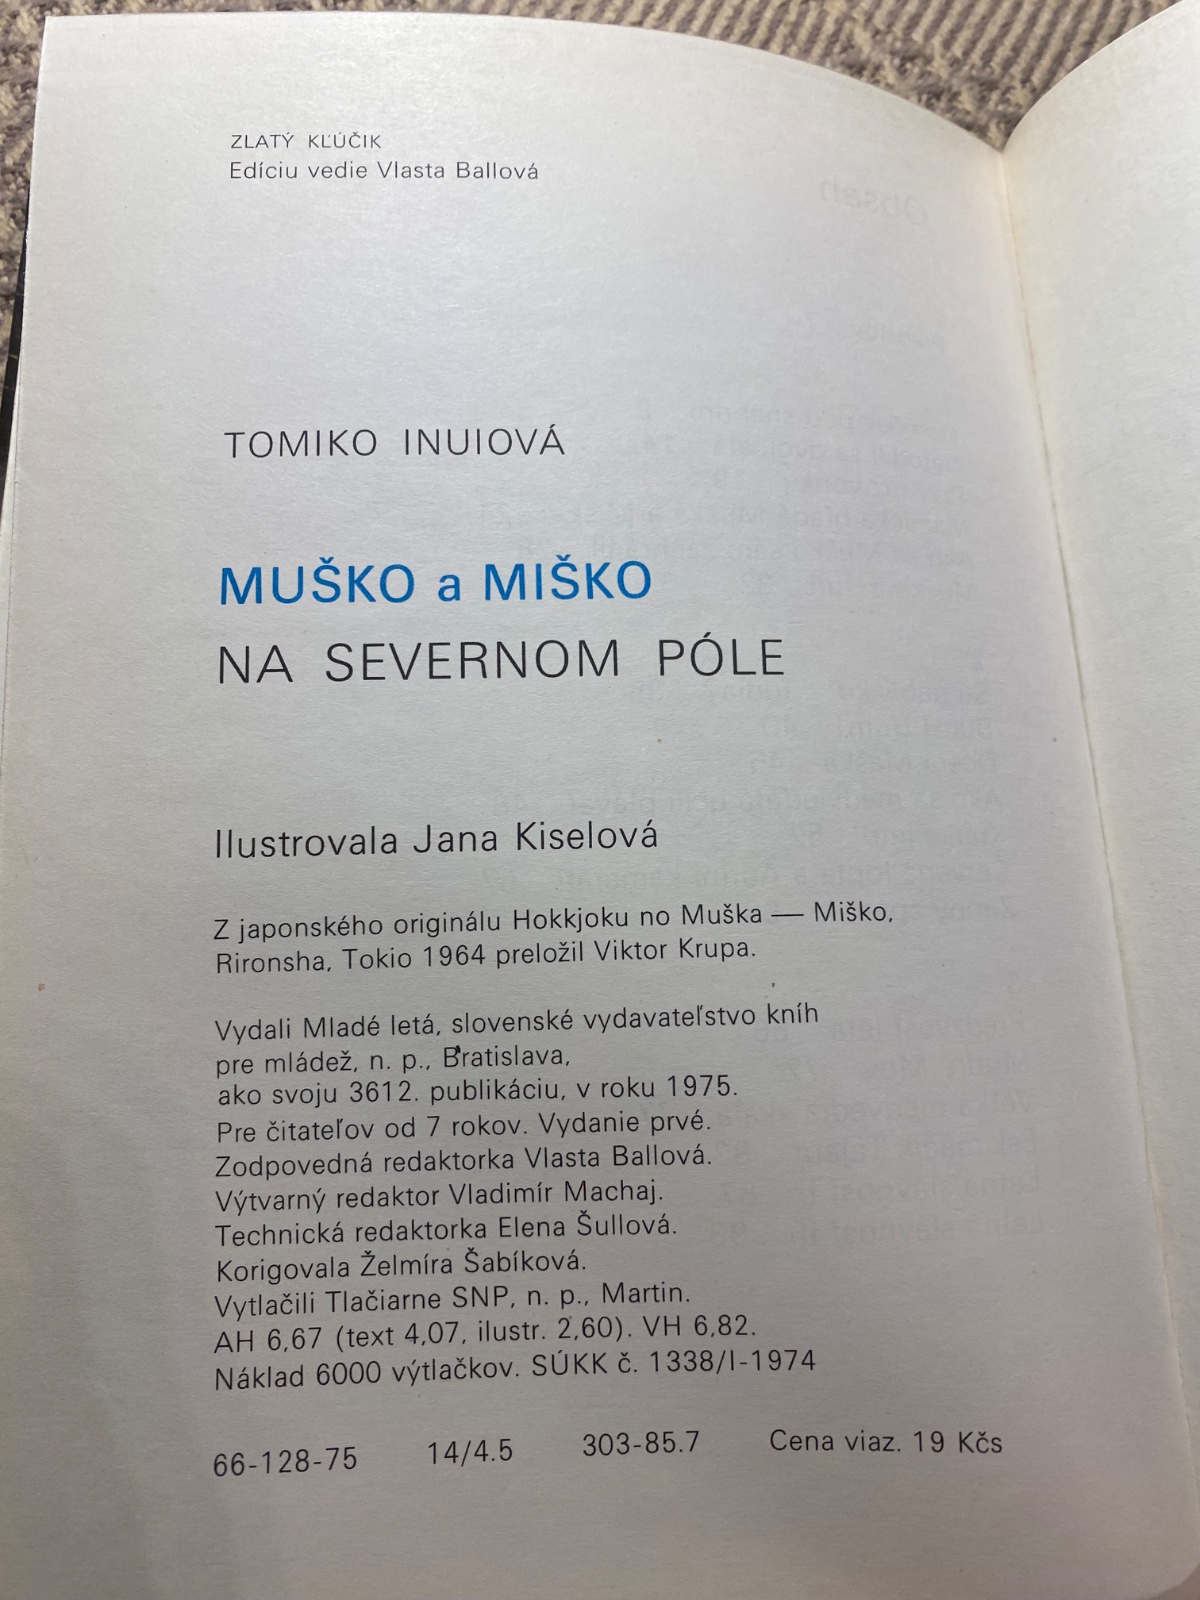 ZLATÝ KĽÚČIK
Edíciu vedie Vlasta Ballová
TOMIKO INUIOVÁ
MUŠKO a MIŠKO
NA SEVERNOM PÓLE
Ilustrovala Jana Kiselová
Z japonského originálu Hokkjoku no Muška — Miško,
Rironsha, Tokio 1964 preložil Viktor Krupa.
Vydali Mladé letá, slovenské vydavateľstvo kníh
pre mládež, n. p., Bratislava,
ako svoju 3612. publikáciu, v roku 1975.
Pre čitateľov od 7 rokov. Vydanie prvé.
Zodpovedná redaktorka Vlasta Ballová.
Výtvarný redaktor Vladimír Machaj.
Technická redaktorka Elena Šullová.
Korigovala Želmíra Šabíková.
Vytlačili Tlačiarne SNP, n. p., Martin.
AH 6,67 (text 4,07, ilustr. 2,60). VH 6,82.
Náklad 6000 výtlačkov. SÚKK č. 1338/I-1974
66-128-75 14/4.5 303-85.7 Cena viaz. 19 Kčs